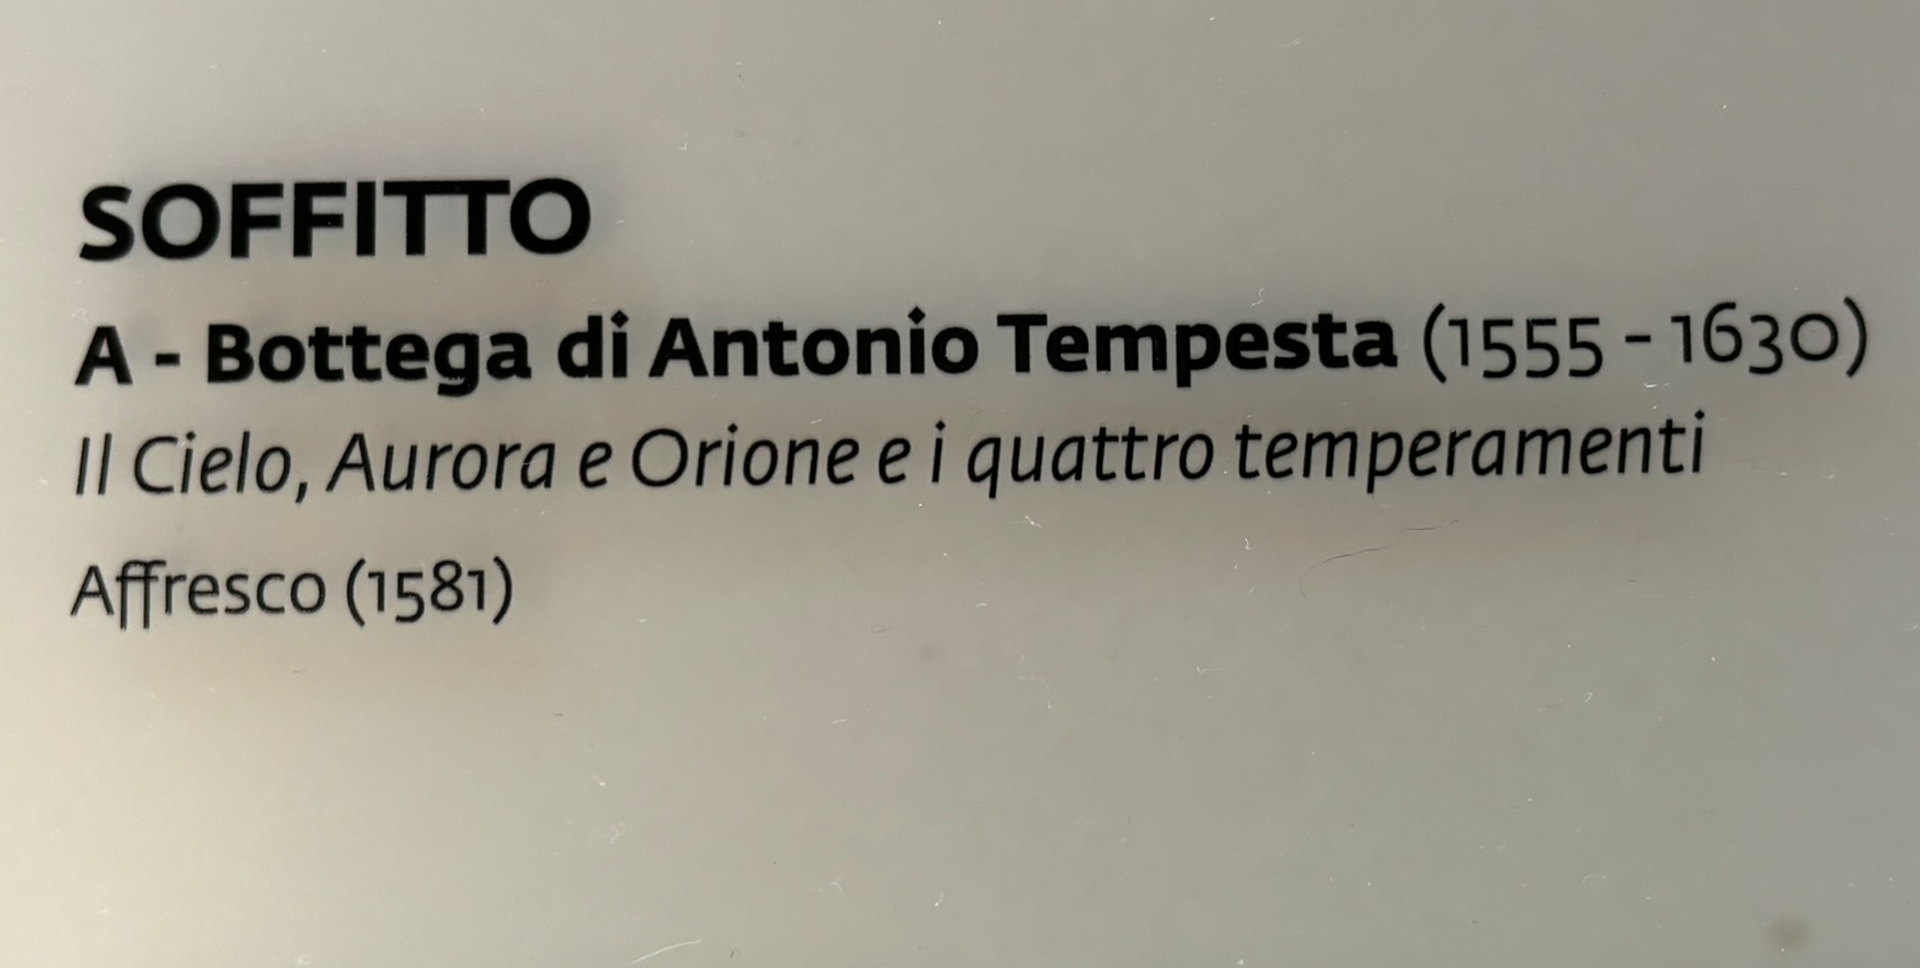 SOFFITTO
A - Bottega di Antonio Tempesta (1555 - 1630)
Il Cielo, Aurora e Orione e i quattro temperamenti
Affresco (1581)